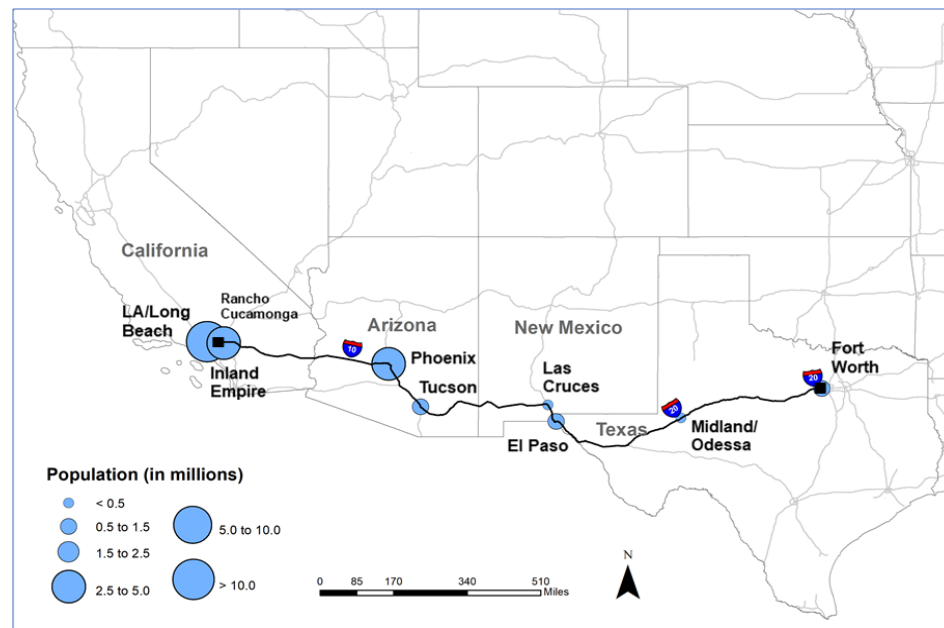 California
LA/Long
Beach
Rancho
Cucamonga
Inland
Empire
10
Arizona
Phoenix
Tucson
New Mexico
Las
Cruces
El Paso
Texas
20
Midland/
Odessa
20
Fort
Worth
Population (in millions)
< 0.5
0.5 to 1.5
1.5 to 2.5
2.5 to 5.0
5.0 to 10.0
> 10.0
0 85 170 340 510
Miles
N